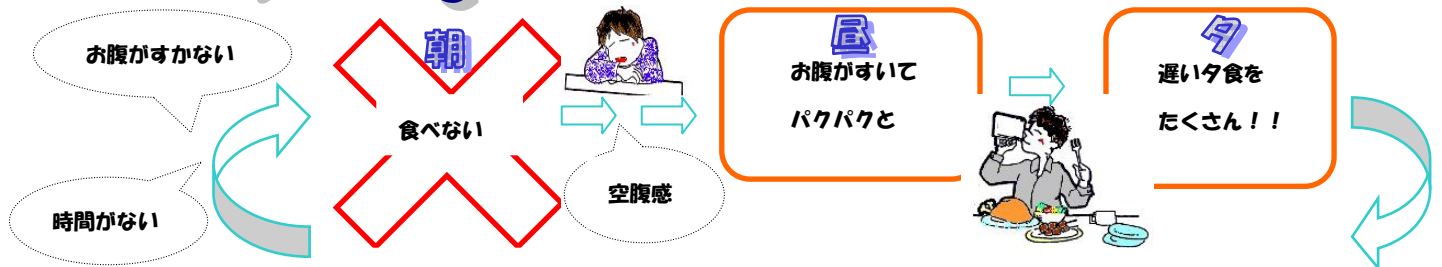 お腹がすかない
時間がない
朝
食べない
空腹感
昼
お腹がすいて
パクパクと
夕
遅い夕食を
たくさん！！